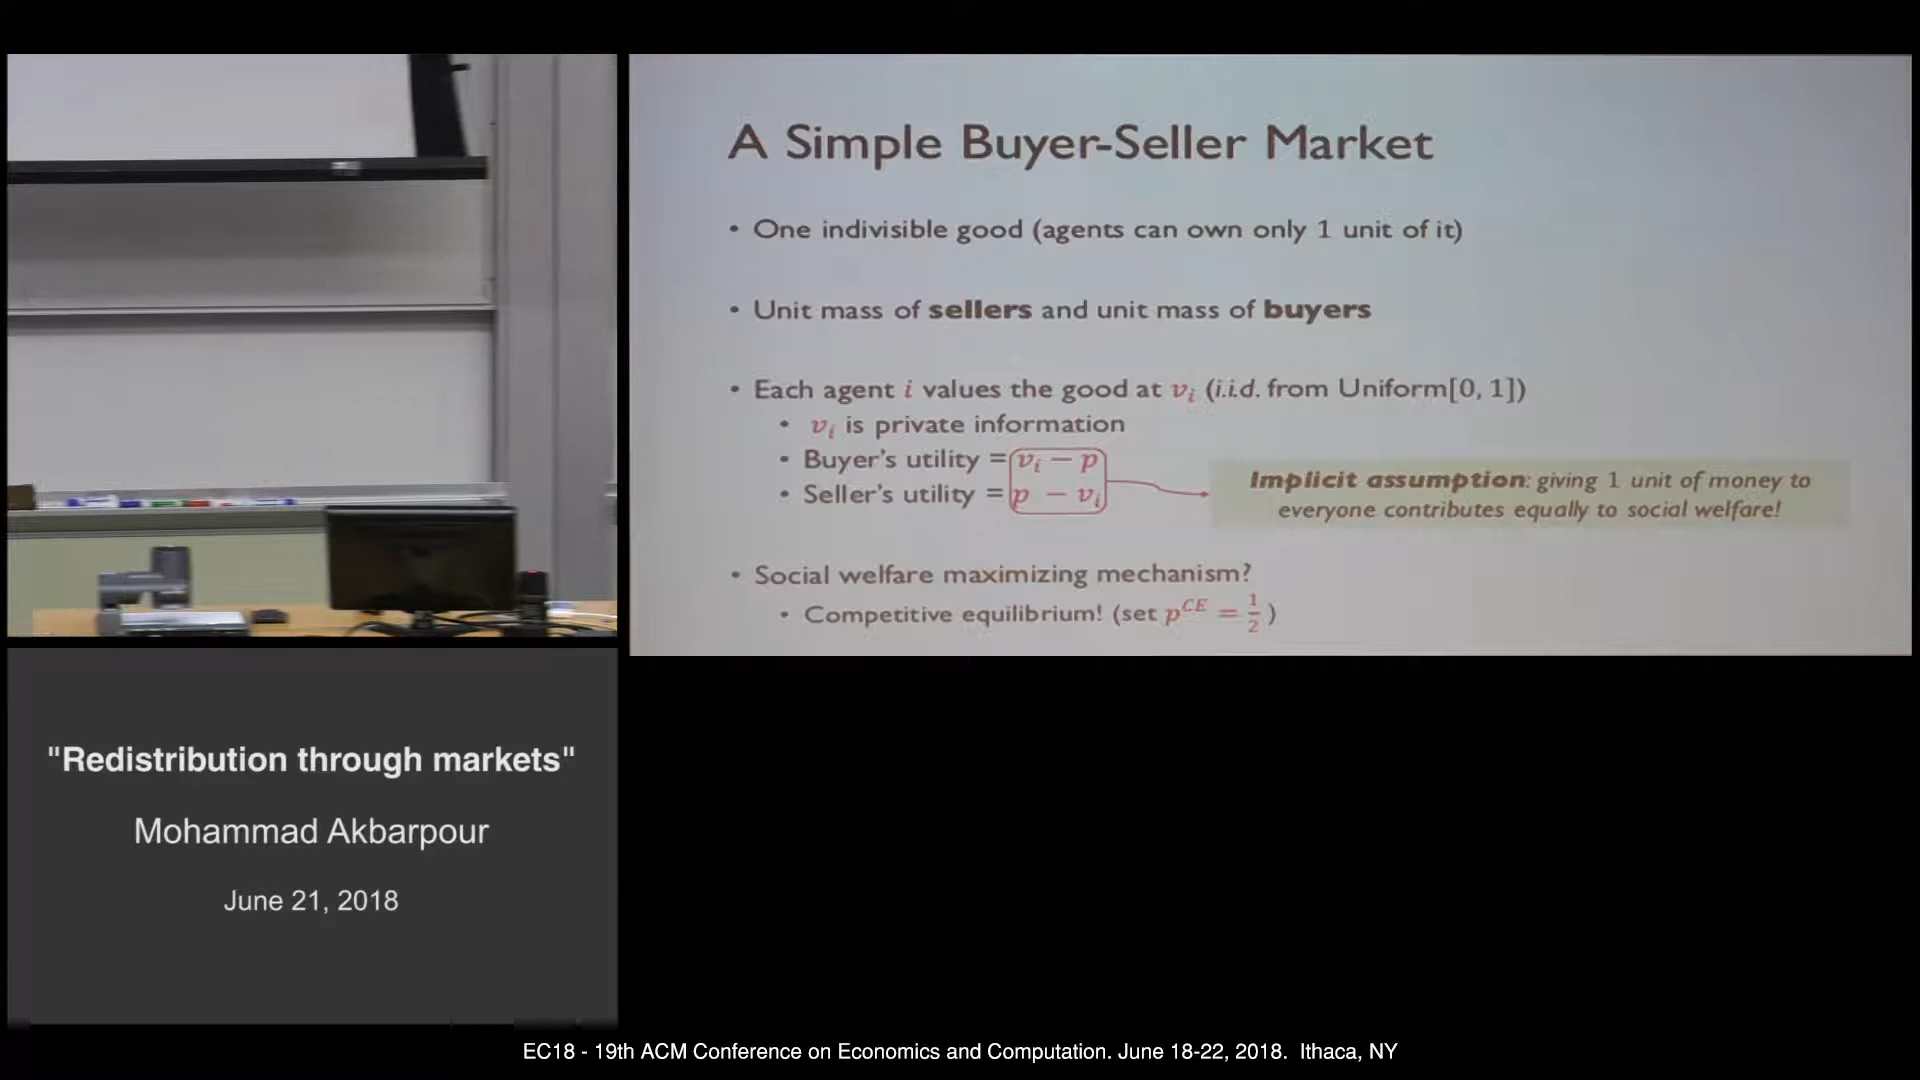 A Simple Buyer-Seller Market
• One indivisible good (agents can own only 1 unit of it)
• Unit mass of sellers and unit mass of buyers
• Each agent i values the good at vᵢ (i.i.d. from Uniform[0, 1])
• vᵢ is private information
• Buyer's utility = vᵢ − p
• Seller's utility = p − vᵢ
Implicit assumption: giving 1 unit of money to
everyone contributes equally to social welfare!
• Social welfare maximizing mechanism?
• Competitive equilibrium! (set p^CE = 1/2)
"Redistribution through markets"
Mohammad Akbarpour
June 21, 2018
EC18 - 19th ACM Conference on Economics and Computation. June 18-22, 2018. Ithaca, NY